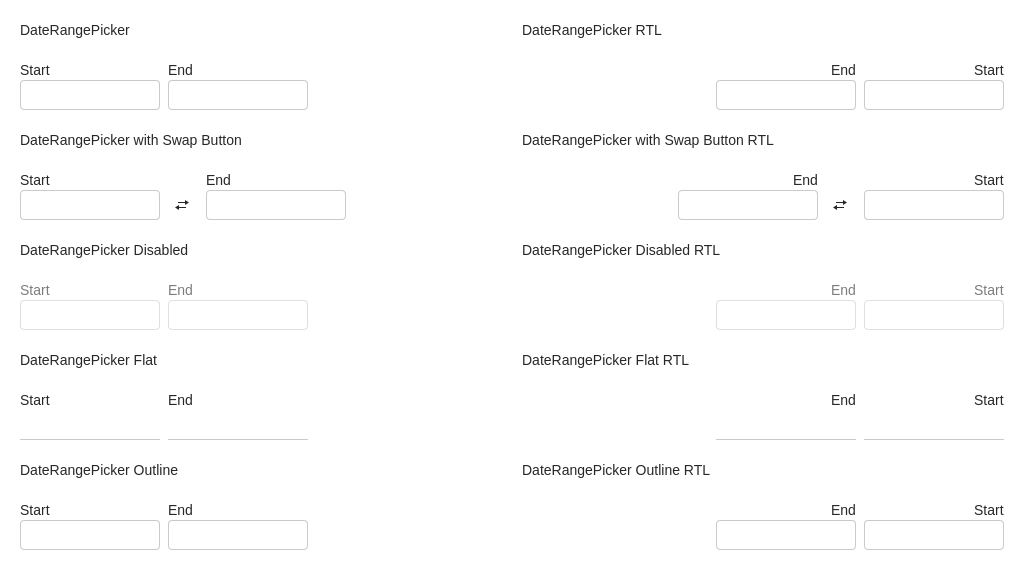 DateRangePicker
Start End
DateRangePicker with Swap Button
Start End
DateRangePicker Disabled
Start End
DateRangePicker Flat
Start End
DateRangePicker Outline
Start End
DateRangePicker RTL
End Start
DateRangePicker with Swap Button RTL
End Start
DateRangePicker Disabled RTL
End Start
DateRangePicker Flat RTL
End Start
DateRangePicker Outline RTL
End Start